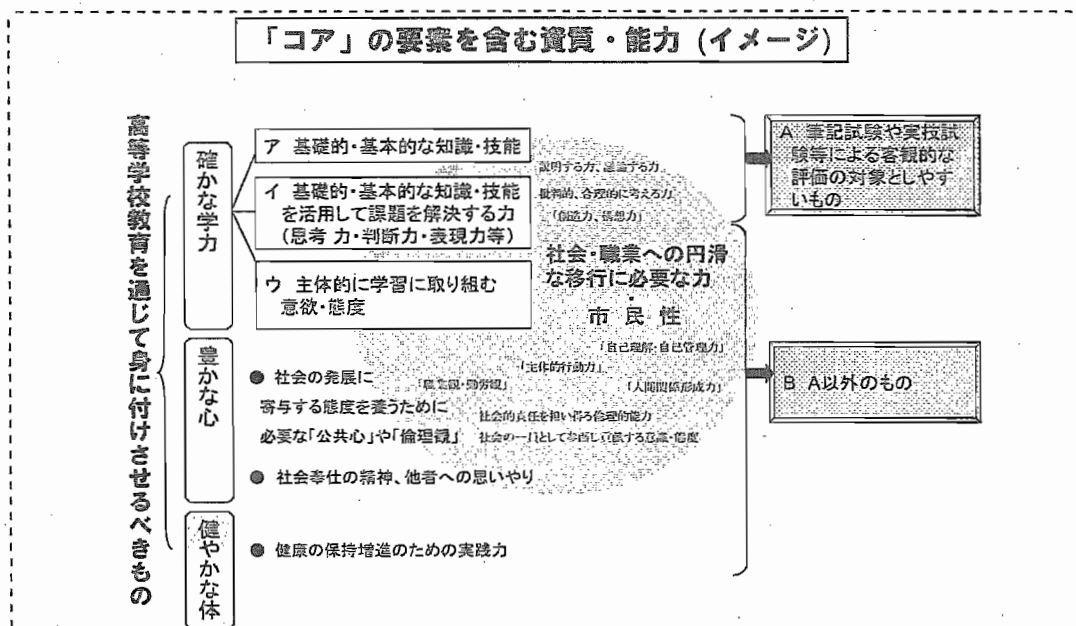 「コア」の要素を含む資質・能力 (イメージ)
高等学校教育を通じて身に付けさせるべきもの
確かな学力
ア 基礎的・基本的な知識・技能
イ 基礎的・基本的な知識・技能
を活用して課題を解決する力
(思考 力・判断力・表現力等)
ウ 主体的に学習に取り組む
意欲・態度
説明する力、議論する力
批判的、合理的に考える力
「創造力、構想力」
社会・職業への円滑
な移行に必要な力
・
市 民 性
「自己理解・自己管理力」
「主体的行動力」
「職業観・勤労観」
「人間関係形成力」
社会的責任を担い得る倫理的能力
社会の一員として参画し貢献する意識・態度
豊かな心
● 社会の発展に
寄与する態度を養うために
必要な「公共心」や「倫理観」
● 社会奉仕の精神、他者への思いやり
健やかな体
● 健康の保持増進のための実践力
A 筆記試験や実技試
験等による客観的な
評価の対象としやす
いもの
B A以外のもの